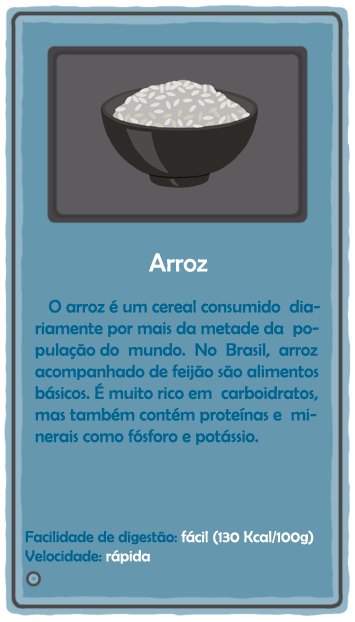 Arroz
O arroz é um cereal consumido dia-
riamente por mais da metade da po-
pulação do mundo. No Brasil, arroz
acompanhado de feijão são alimentos
básicos. É muito rico em carboidratos,
mas também contém proteínas e mi-
nerais como fósforo e potássio.
Facilidade de digestão: fácil (130 Kcal/100g)
Velocidade: rápida